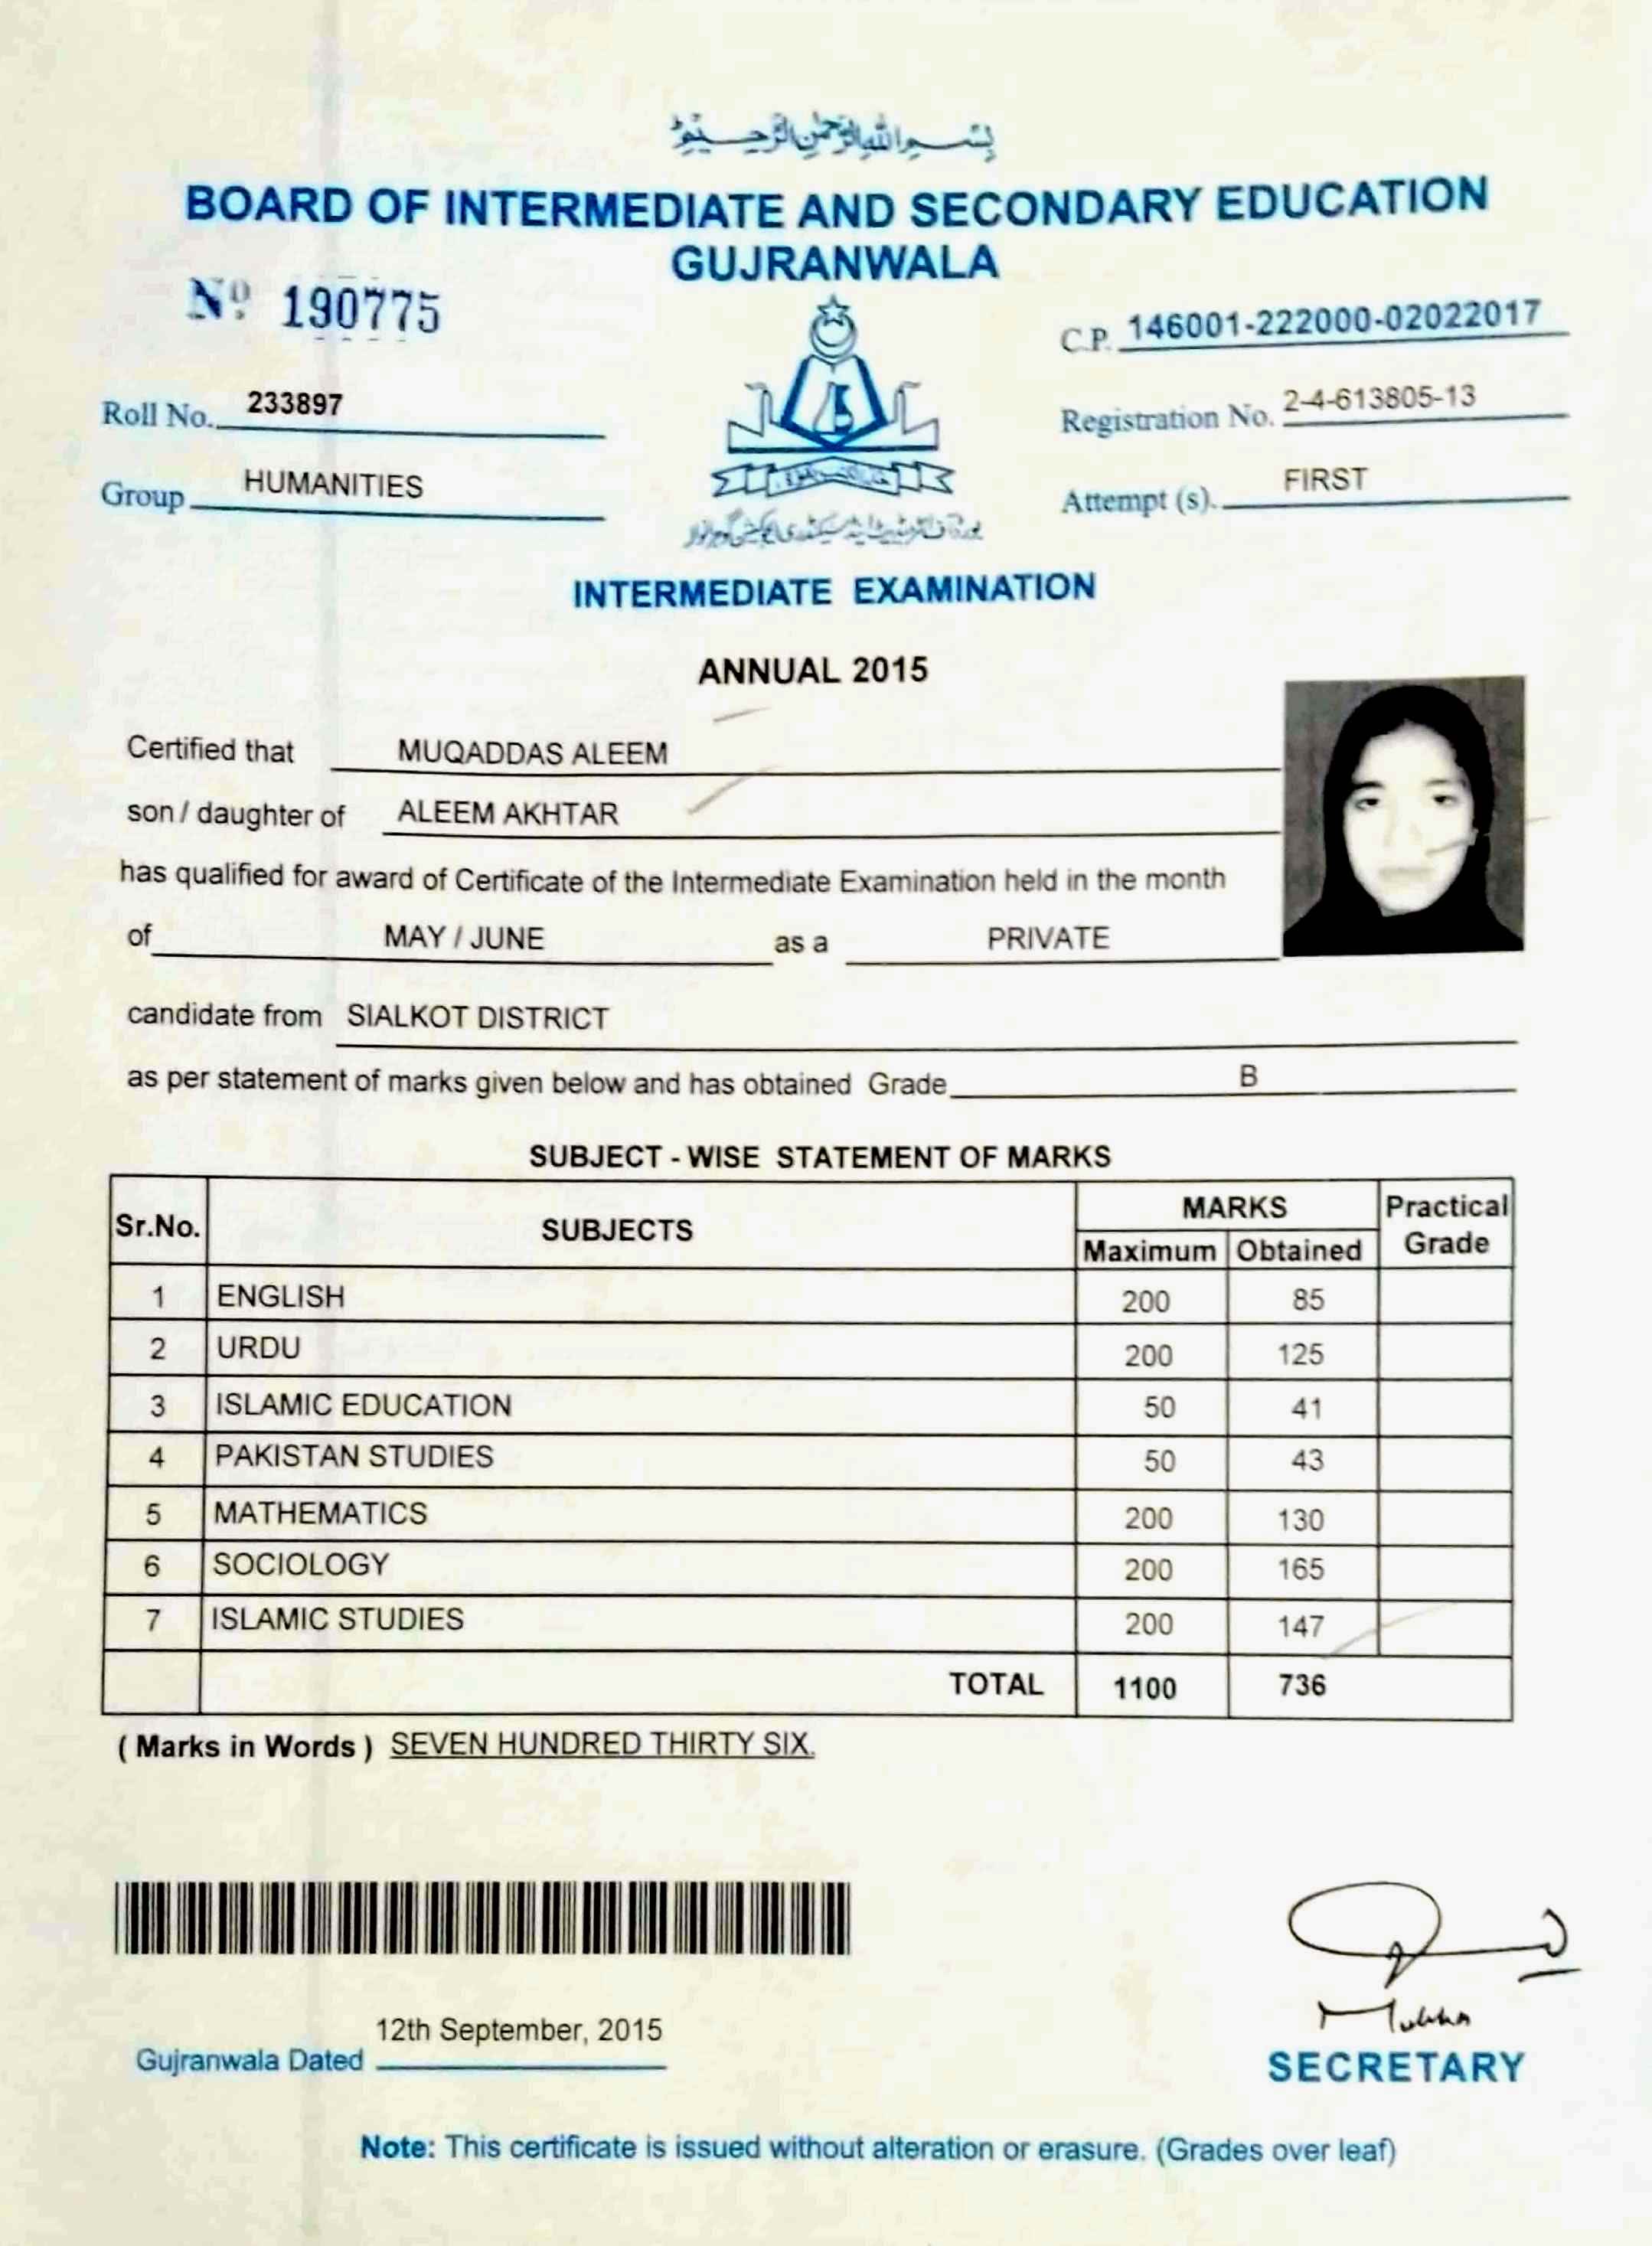 بسم اللہ الرحمن الرحیم
BOARD OF INTERMEDIATE AND SECONDARY EDUCATION
GUJRANWALA
Nº 190775
C.P. 146001-222000-02022017
Roll No. 233897
Registration No. 2-4-613805-13
Group HUMANITIES
Attempt (s). FIRST
INTERMEDIATE EXAMINATION
ANNUAL 2015
Certified that MUQADDAS ALEEM
son / daughter of ALEEM AKHTAR
has qualified for award of Certificate of the Intermediate Examination held in the month
of MAY / JUNE as a PRIVATE
candidate from SIALKOT DISTRICT
as per statement of marks given below and has obtained Grade B
SUBJECT - WISE STATEMENT OF MARKS
Sr.No. SUBJECTS MARKS Practical Grade
Maximum Obtained
1 ENGLISH 200 85
2 URDU 200 125
3 ISLAMIC EDUCATION 50 41
4 PAKISTAN STUDIES 50 43
5 MATHEMATICS 200 130
6 SOCIOLOGY 200 165
7 ISLAMIC STUDIES 200 147
TOTAL 1100 736
( Marks in Words ) SEVEN HUNDRED THIRTY SIX.
12th September, 2015
Gujranwala Dated
SECRETARY
Note: This certificate is issued without alteration or erasure. (Grades over leaf)